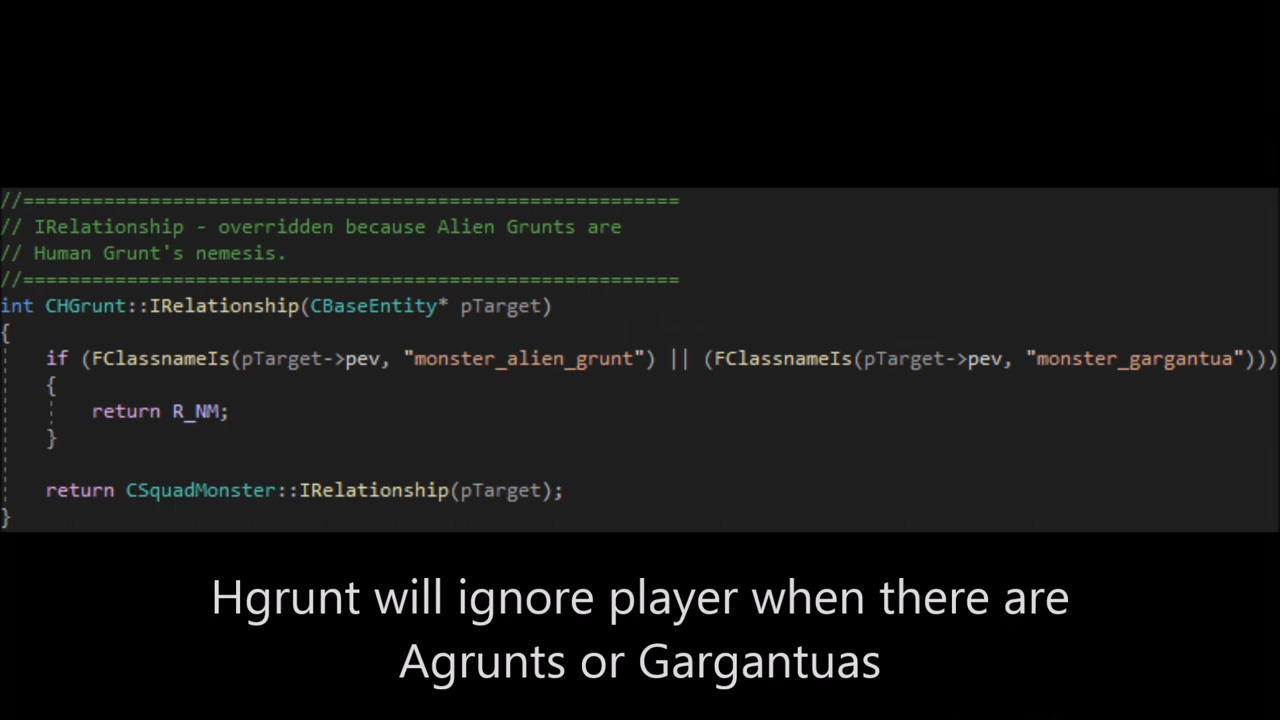 //=========================================================
// IRelationship - overridden because Alien Grunts are
// Human Grunt's nemesis.
//=========================================================
int CHGrunt::IRelationship(CBaseEntity* pTarget)
{
    if (FClassnameIs(pTarget->pev, "monster_alien_grunt") || (FClassnameIs(pTarget->pev, "monster_gargantua")))
    {
        return R_NM;
    }
    return CSquadMonster::IRelationship(pTarget);
}
Hgrunt will ignore player when there are
Agrunts or Gargantuas